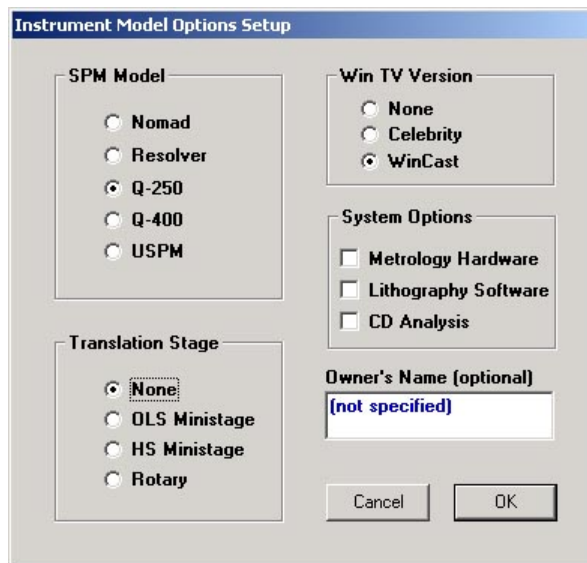 Instrument Model Options Setup
SPM Model
Nomad
Resolver
Q-250
Q-400
USPM
Translation Stage
None
OLS Ministage
HS Ministage
Rotary
Win TV Version
None
Celebrity
WinCast
System Options
Metrology Hardware
Lithography Software
CD Analysis
Owner's Name (optional)
(not specified)
Cancel
OK